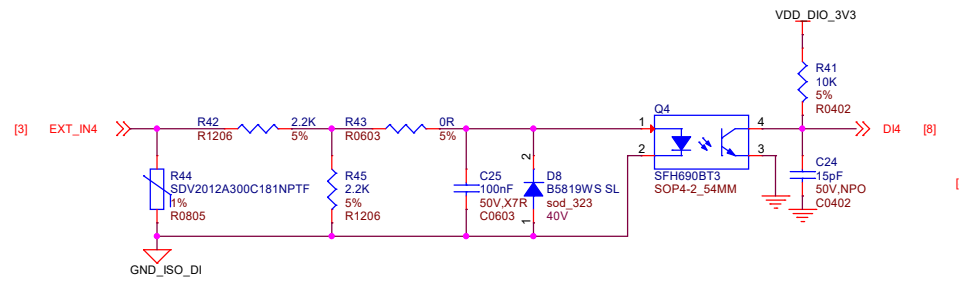 VDD_DIO_3V3
R41
10K
5%
R0402
Q4
[3] EXT_IN4
R42 2.2K R43 0R
R1206 5% R0603 5%
1 4
DI4 [8]
2 3
R44
SDV2012A300C181NPTF
1%
R0805
R45
2.2K
5%
R1206
C25
100nF
50V,X7R
C0603
2
D8
B5819WS SL
sod_323
40V
1
SFH690BT3
SOP4-2_54MM
C24
15pF
50V,NPO
C0402
[
GND_ISO_DI